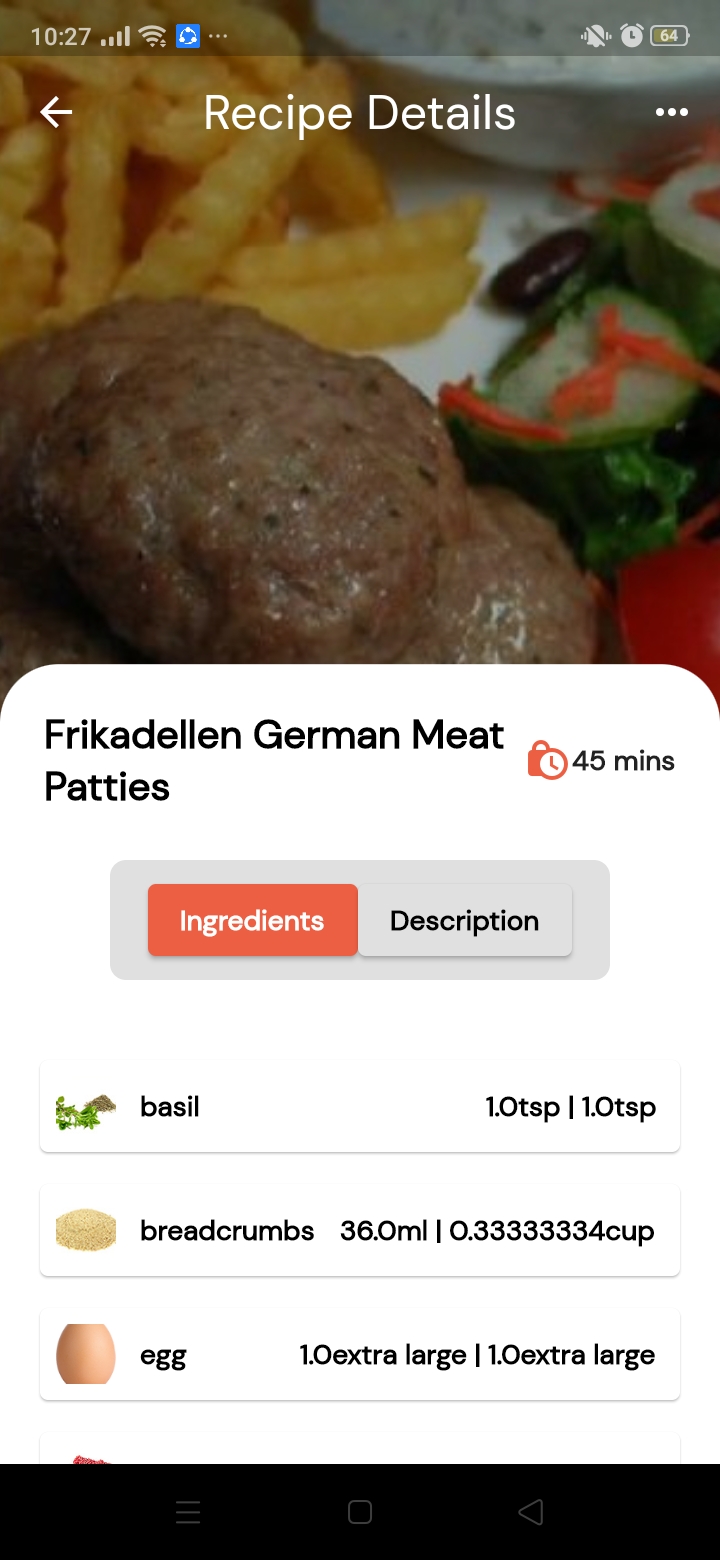 10:27 64
Recipe Details
Frikadellen German Meat
Patties
45 mins
Ingredients Description
basil 1.0tsp | 1.0tsp
breadcrumbs 36.0ml | 0.33333334cup
egg 1.0extra large | 1.0extra large